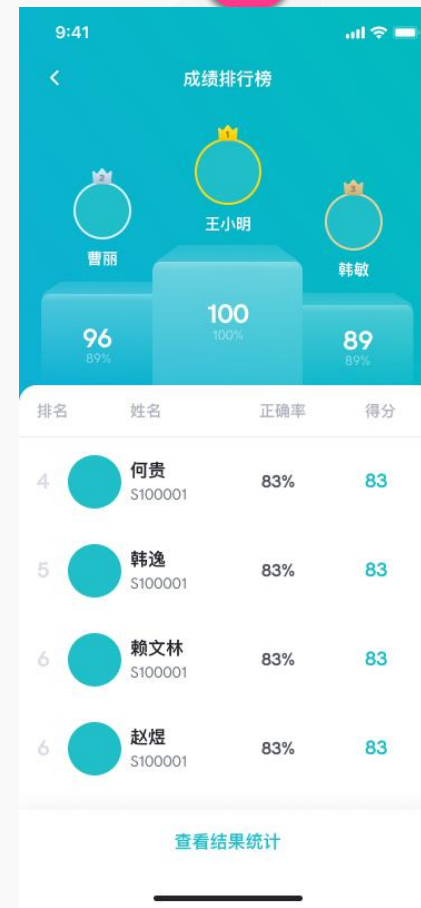 9:41
成绩排行榜
1
2
3
王小明
曹丽
韩敏
100
100%
96
89%
89
89%
排名 姓名 正确率 得分
4 何贵 83% 83
S100001
5 韩逸 83% 83
S100001
6 赖文林 83% 83
S100001
6 赵煜 83% 83
S100001
查看结果统计